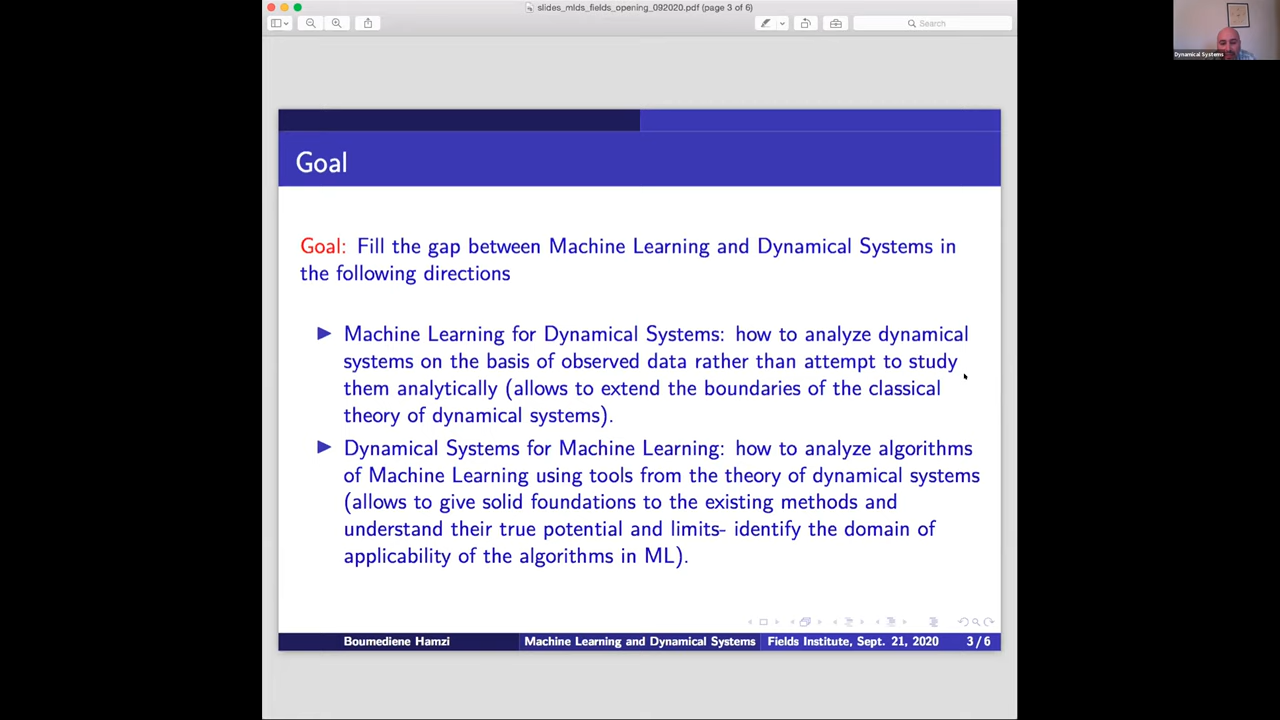 slides_mlds_fields_opening_092020.pdf (page 3 of 6)
Search
Dynamical Systems
Goal
Goal: Fill the gap between Machine Learning and Dynamical Systems in
the following directions
Machine Learning for Dynamical Systems: how to analyze dynamical
systems on the basis of observed data rather than attempt to study
them analytically (allows to extend the boundaries of the classical
theory of dynamical systems).
Dynamical Systems for Machine Learning: how to analyze algorithms
of Machine Learning using tools from the theory of dynamical systems
(allows to give solid foundations to the existing methods and
understand their true potential and limits- identify the domain of
applicability of the algorithms in ML).
Boumediene Hamzi Machine Learning and Dynamical Systems Fields Institute, Sept. 21, 2020 3 / 6